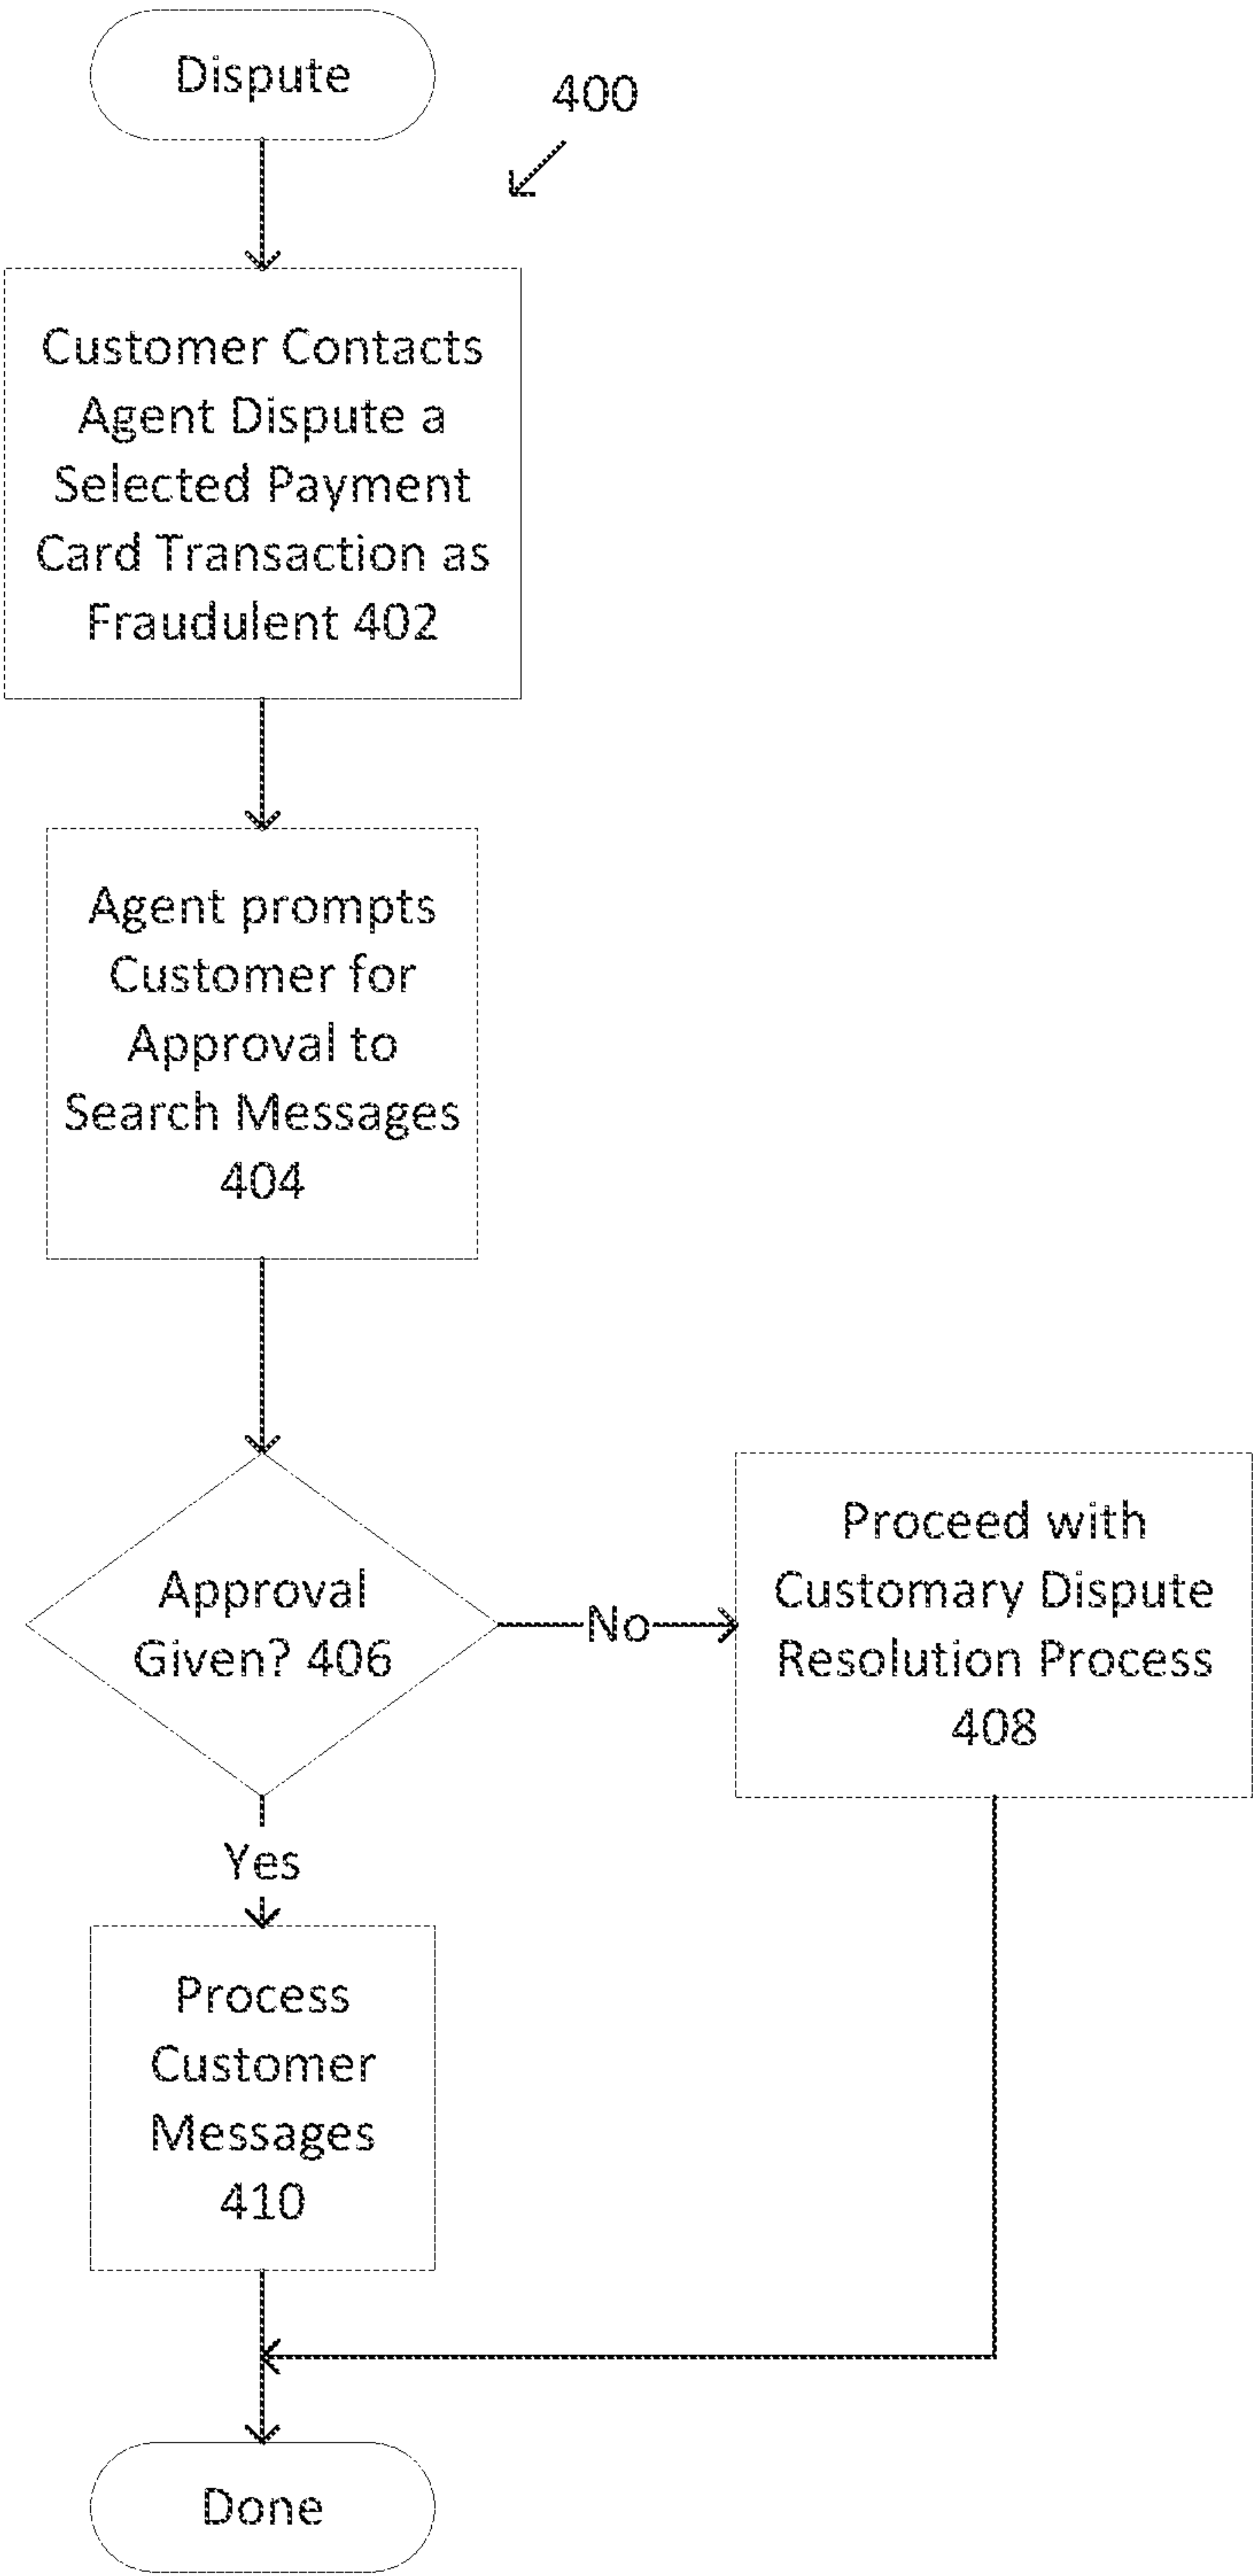 Dispute
400
Customer Contacts
Agent Dispute a
Selected Payment
Card Transaction as
Fraudulent 402
Agent prompts
Customer for
Approval to
Search Messages
404
Approval
Given? 406
No
Proceed with
Customary Dispute
Resolution Process
408
Yes
Process
Customer
Messages
410
Done